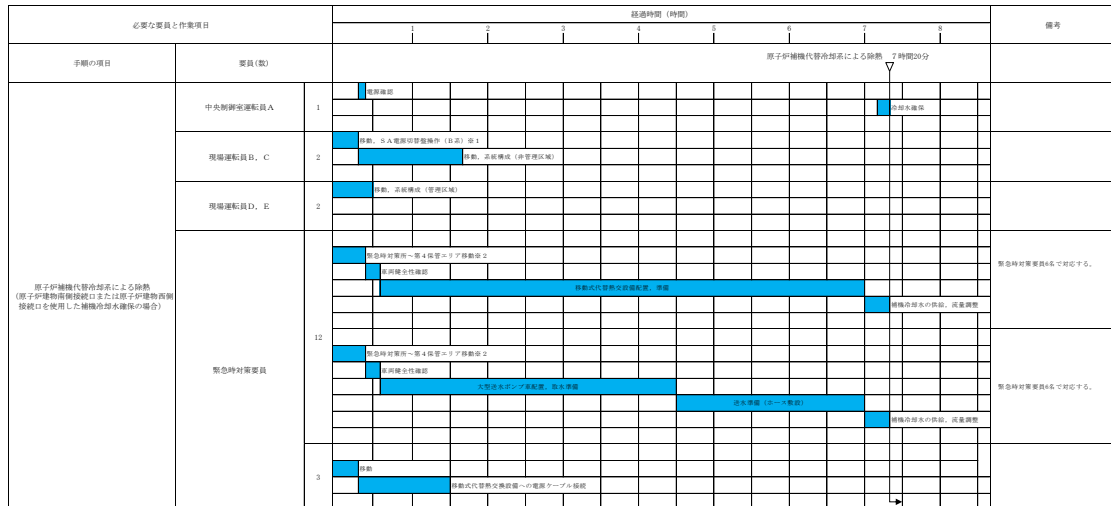 必要な要員と作業項目
経過時間(時間)
備考
1 2 3 4 5 6 7 8
手順の項目
要員(数)
原子炉補機代替冷却系による除熱 7時間20分
原子炉補機代替冷却系による除熱
(原子炉建物南側接続口または原子炉建物西側
接続口を使用した補機冷却水確保の場合)
中央制御室運転員A
1
電源確認
冷却水確保
現場運転員B,C
2
移動,SA電源切替盤操作(B系)※1
移動,系統構成(非管理区域)
現場運転員D,E
2
移動,系統構成(管理区域)
緊急時対策要員
12
緊急時対策所~第4保管エリア移動※2
車両健全性確認
移動式代替熱交設備配置,準備
補機冷却水の供給,流量調整
緊急時対策要員6名で対応する。
緊急時対策所~第4保管エリア移動※2
車両健全性確認
大型送水ポンプ車配置,取水準備
送水準備(ホース敷設)
補機冷却水の供給,流量調整
緊急時対策要員6名で対応する。
3
移動
移動式代替熱交換設備への電源ケーブル接続